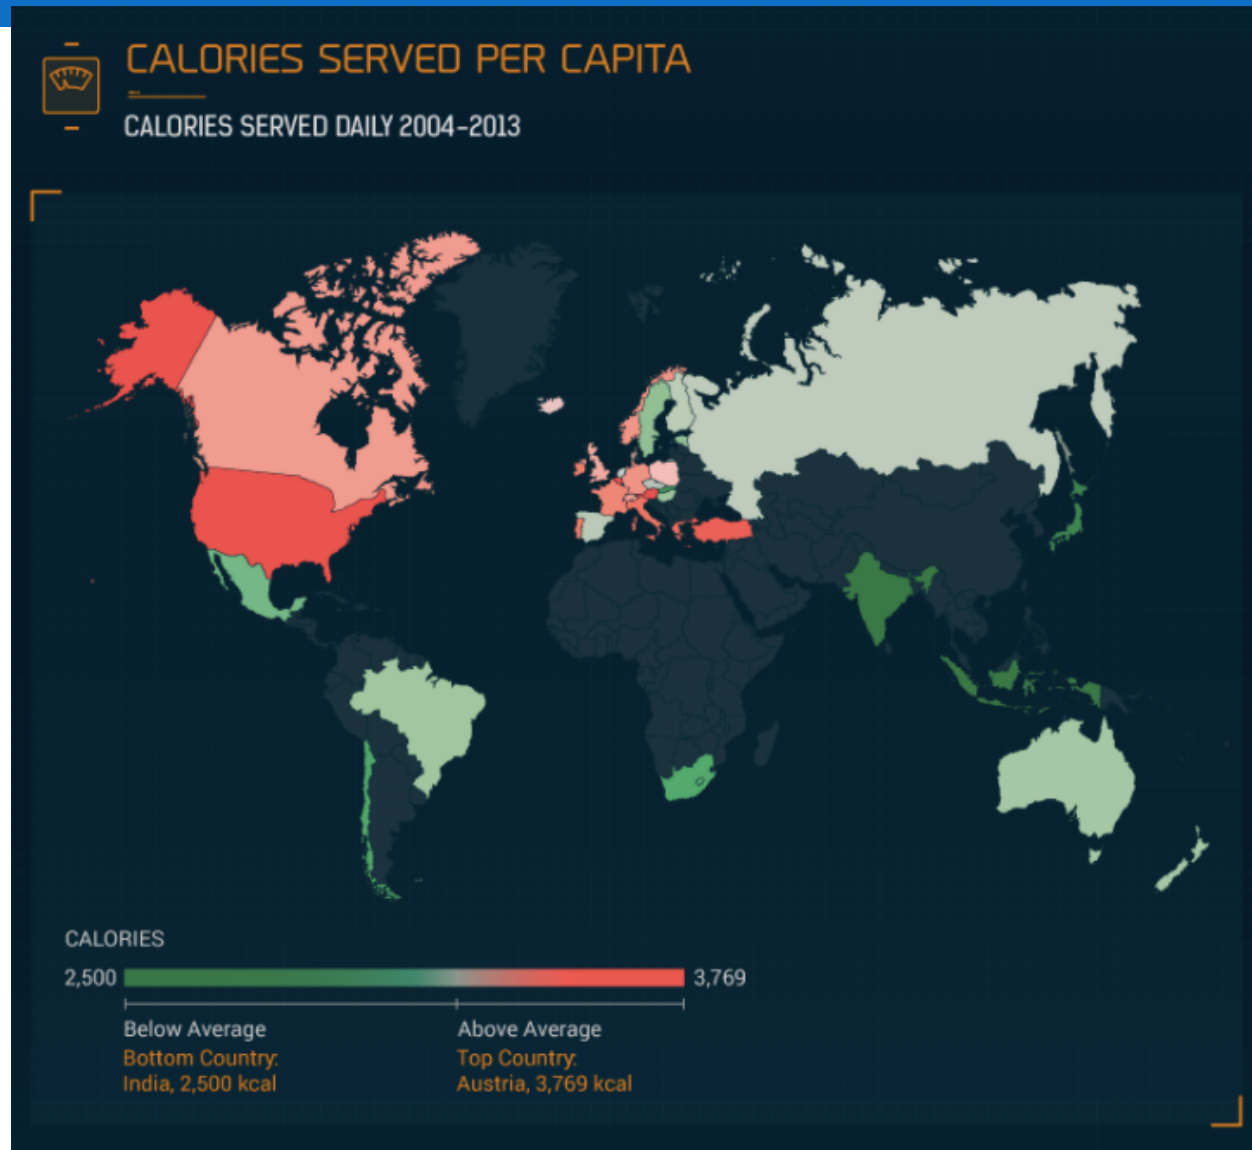 CALORIES SERVED PER CAPITA
CALORIES SERVED DAILY 2004-2013
CALORIES
2,500
3,769
Below Average
Above Average
Bottom Country:
India, 2,500 kcal
Top Country:
Austria, 3,769 kcal